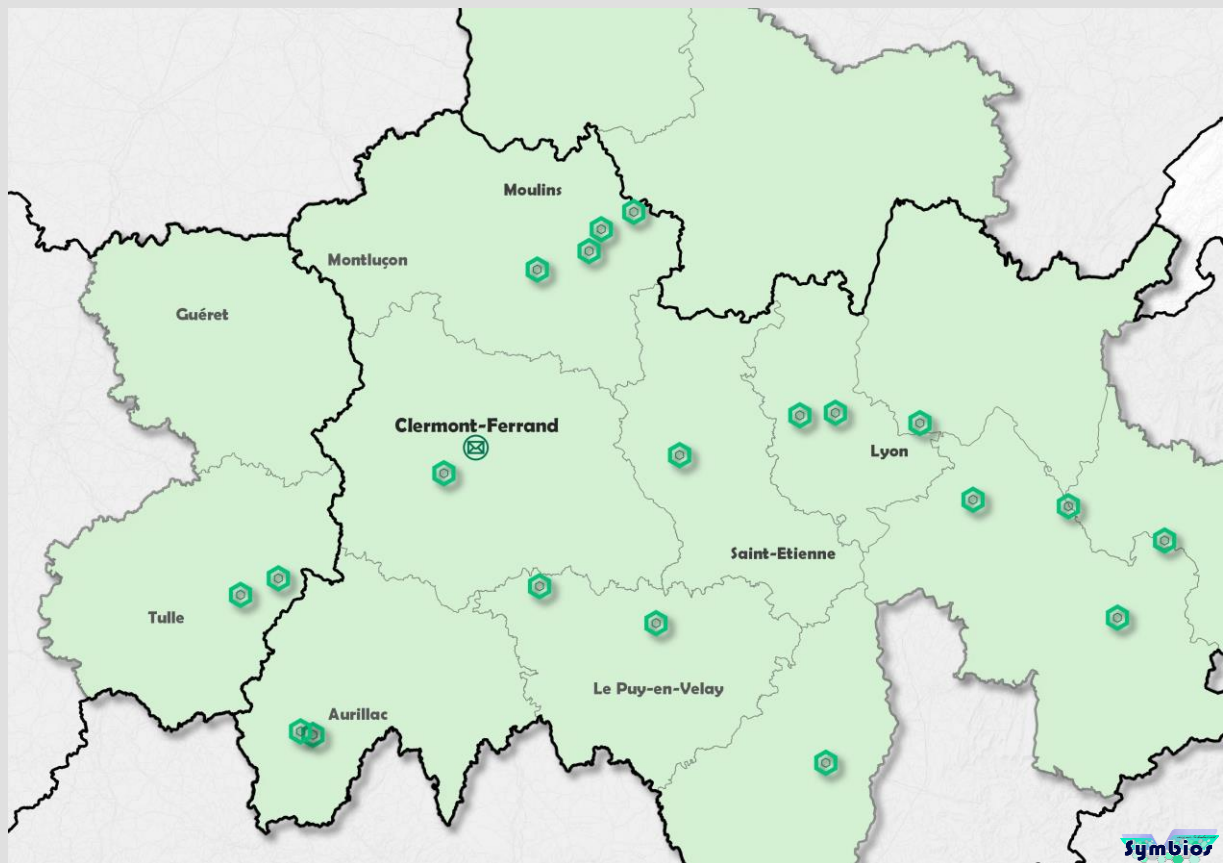 Moulins
Montluçon
Guéret
Clermont-Ferrand
Lyon
Saint-Etienne
Tulle
Le Puy-en-Velay
Aurillac
Symbios